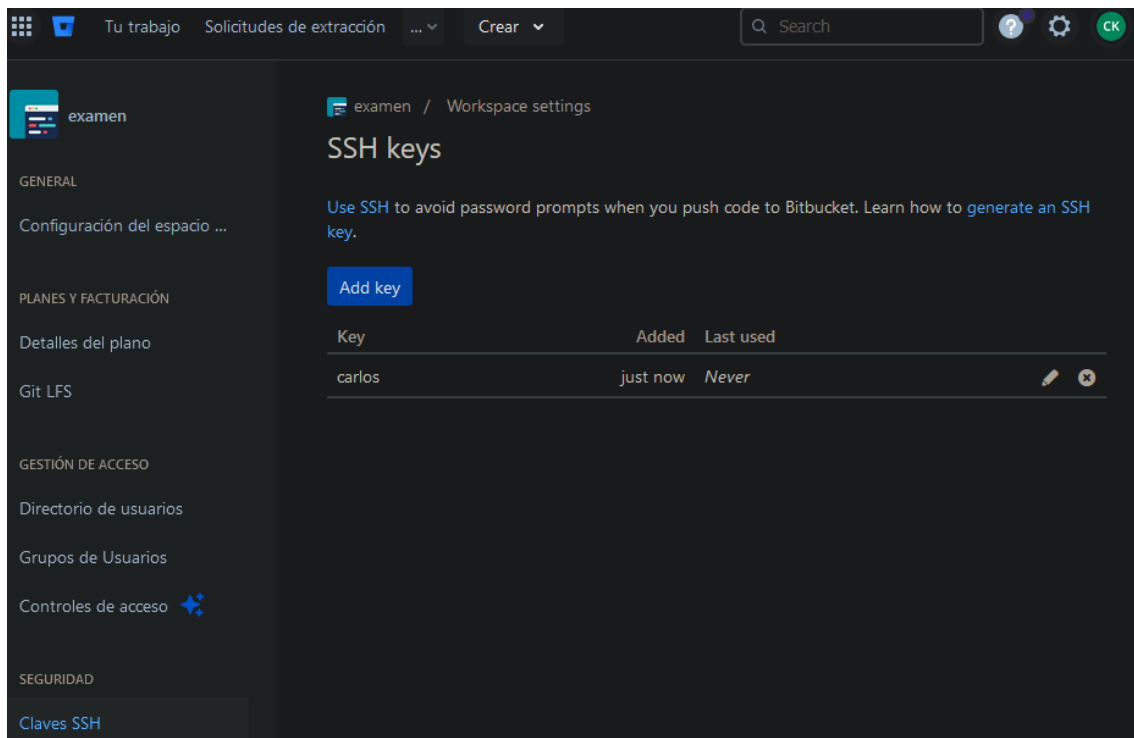 Tu trabajo Solicitudes de extracción ... Crear Search ? CK
examen
GENERAL
Configuración del espacio ...
PLANES Y FACTURACIÓN
Detalles del plano
Git LFS
GESTIÓN DE ACCESO
Directorio de usuarios
Grupos de Usuarios
Controles de acceso
SEGURIDAD
Claves SSH
examen / Workspace settings
SSH keys
Use SSH to avoid password prompts when you push code to Bitbucket. Learn how to generate an SSH
key.
Add key
Key Added Last used
carlos just now Never